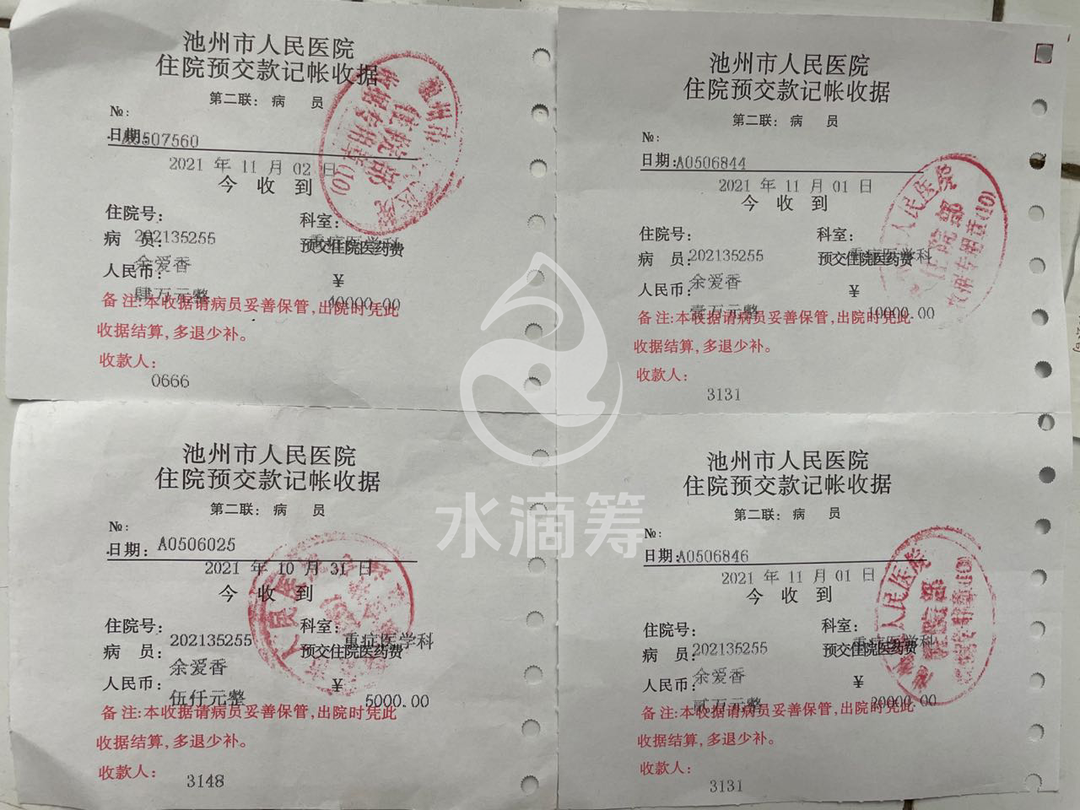 池州市人民医院
住院预交款记帐收据
第二联: 病 员
№:
日期: A0507560
2021 年 11 月 02 日
今 收 到
住院号: 202135255
科室: 重症医学科
病 员: 余爱香
预交住院医药费
人民币: 肆万元整
¥ 40000.00
备注:本收据请病员妥善保管,出院时凭此
收据结算,多退少补。
收款人: 0666
池州市人民医院
住院预交款记帐收据
第二联: 病 员
№:
日期: A0506844
2021 年 11 月 01 日
今 收 到
住院号: 202135255
科室: 重症医学科
病 员: 余爱香
预交住院医药费
人民币: 壹万元整
¥ 10000.00
备注:本收据请病员妥善保管,出院时凭此
收据结算,多退少补。
收款人: 3131
池州市人民医院
住院预交款记帐收据
第二联: 病 员
№:
日期: A0506025
2021 年 10 月 31 日
今 收 到
住院号: 202135255
科室: 重症医学科
病 员: 余爱香
预交住院医药费
人民币: 伍仟元整
¥ 5000.00
备注:本收据请病员妥善保管,出院时凭此
收据结算,多退少补。
收款人: 3148
池州市人民医院
住院预交款记帐收据
第二联: 病 员
№:
日期: A0506846
2021 年 11 月 01 日
今 收 到
住院号: 202135255
科室: 重症医学科
病 员: 余爱香
预交住院医药费
人民币: 贰万元整
¥ 20000.00
备注:本收据请病员妥善保管,出院时凭此
收据结算,多退少补。
收款人: 3131
水滴筹